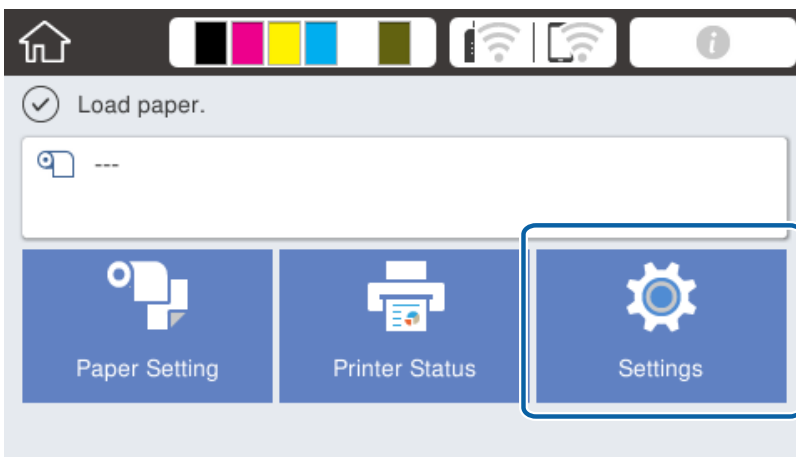 i
Load paper.
---
Paper Setting
Printer Status
Settings